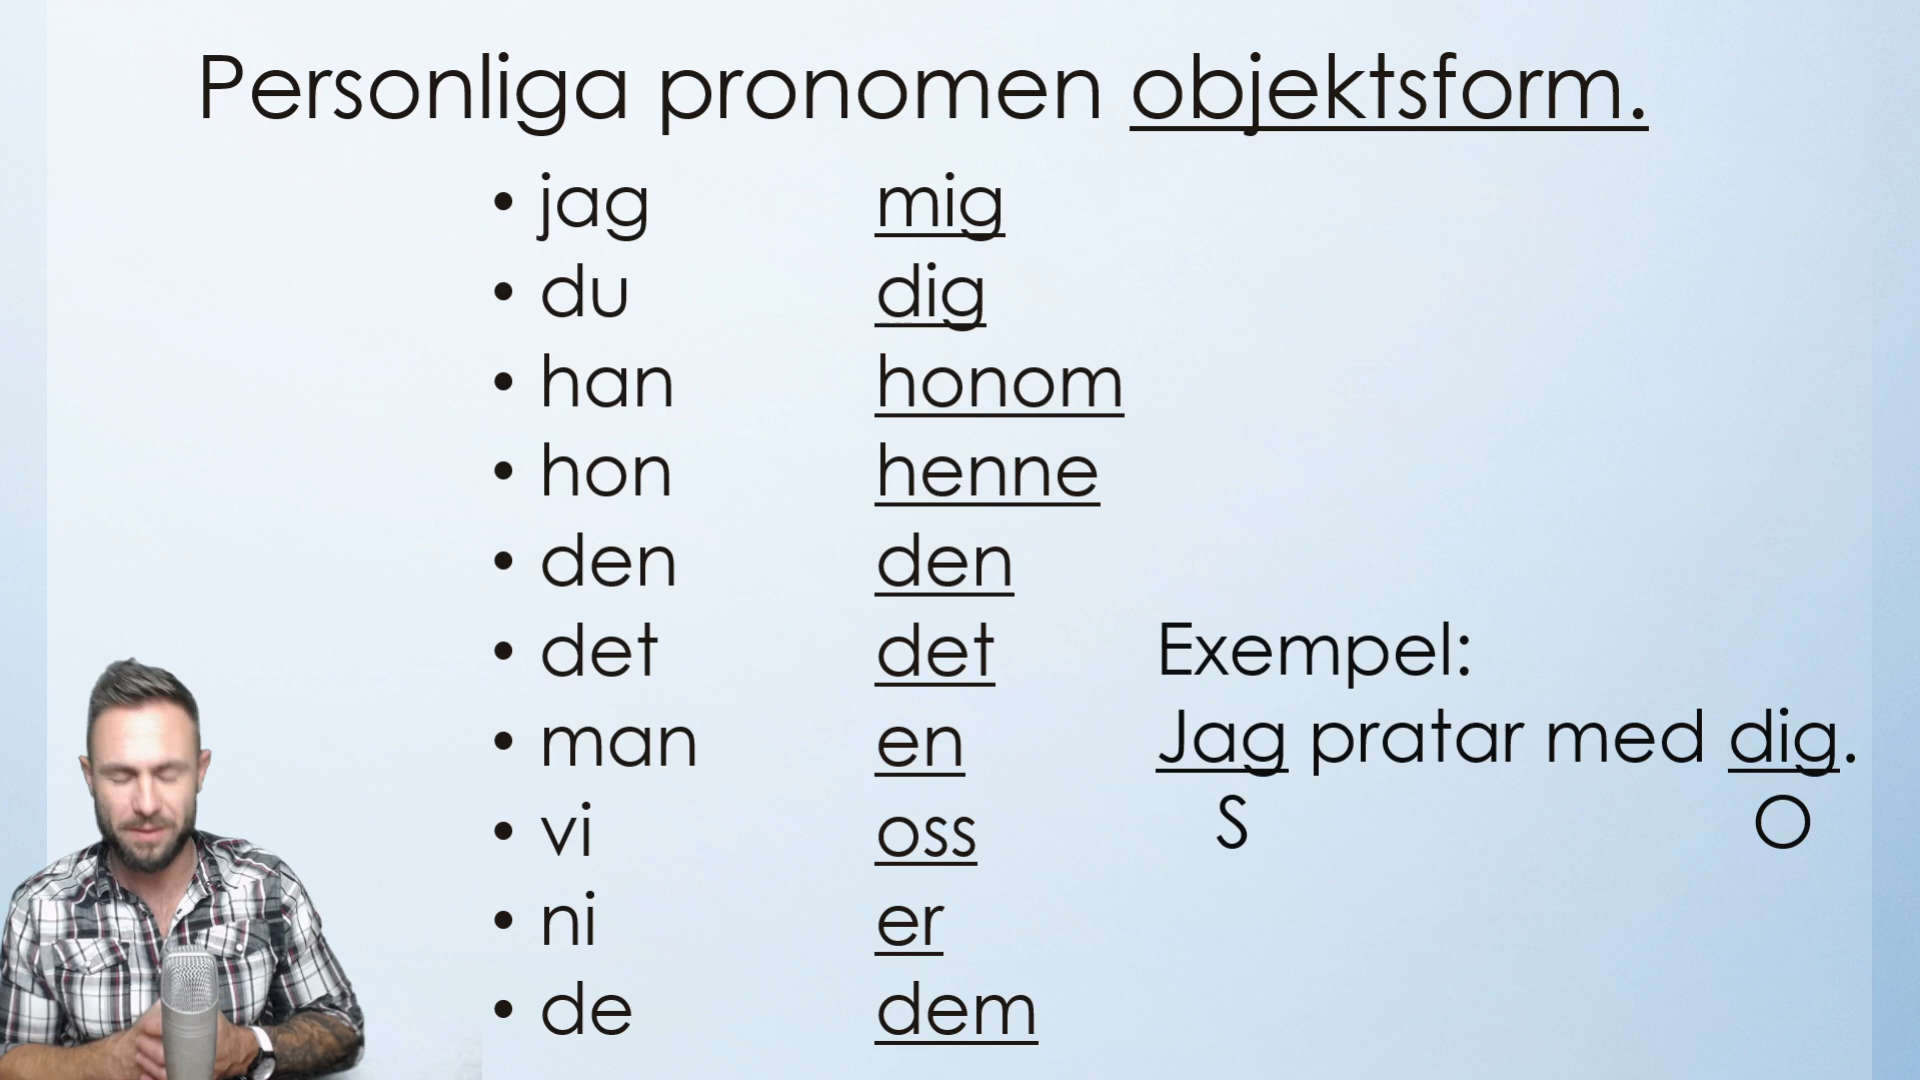 Personliga pronomen objektsform.
• jag mig
• du dig
• han honom
• hon henne
• den den
• det det
• man en
• vi oss
• ni er
• de dem
Exempel:
Jag pratar med dig.
S O